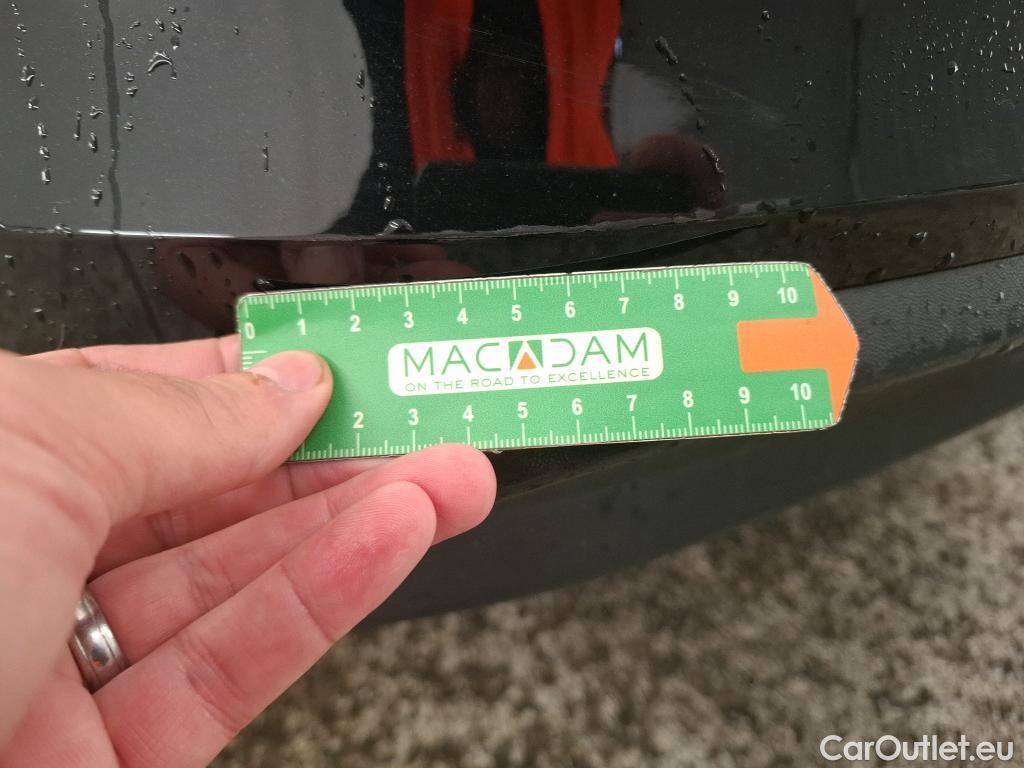 0 1 2 3 4 5 6 7 8 9 10
MACADAM
ON THE ROAD TO EXCELLENCE
2 3 4 5 6 7 8 9 10
CarOutlet.eu